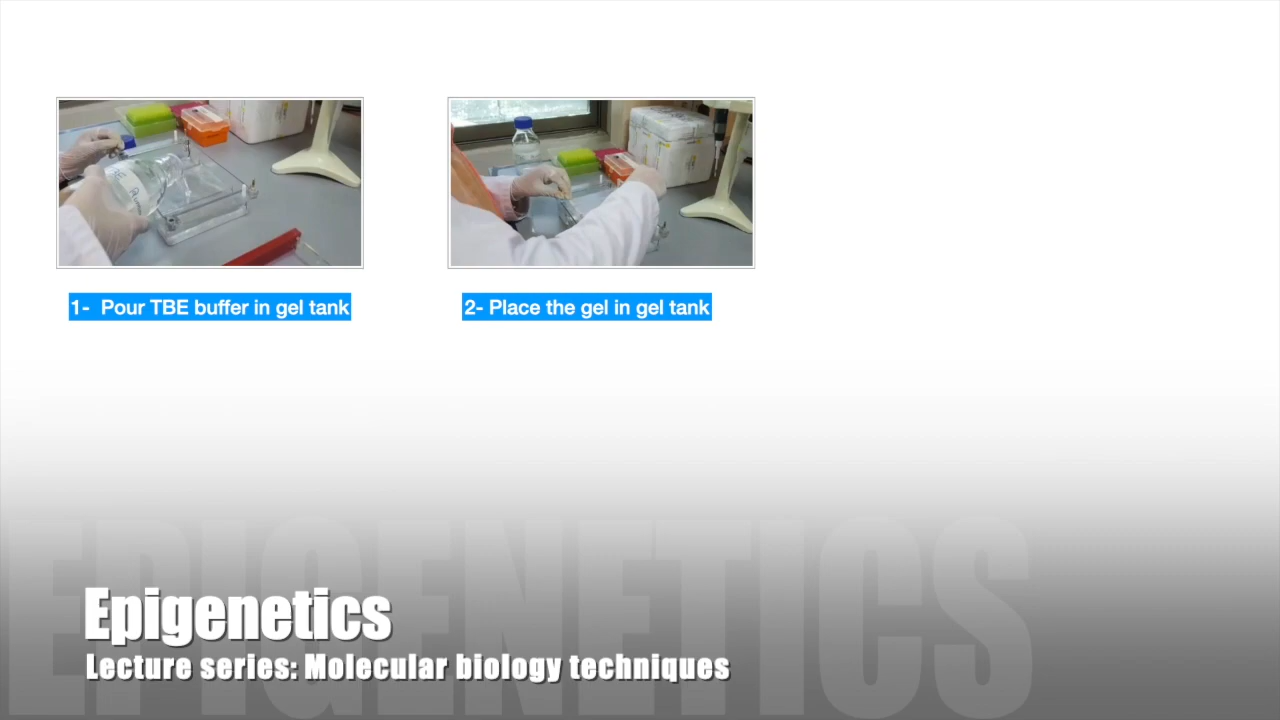 1- Pour TBE buffer in gel tank
2- Place the gel in gel tank
EPIGENETICS
Epigenetics
Lecture series: Molecular biology techniques